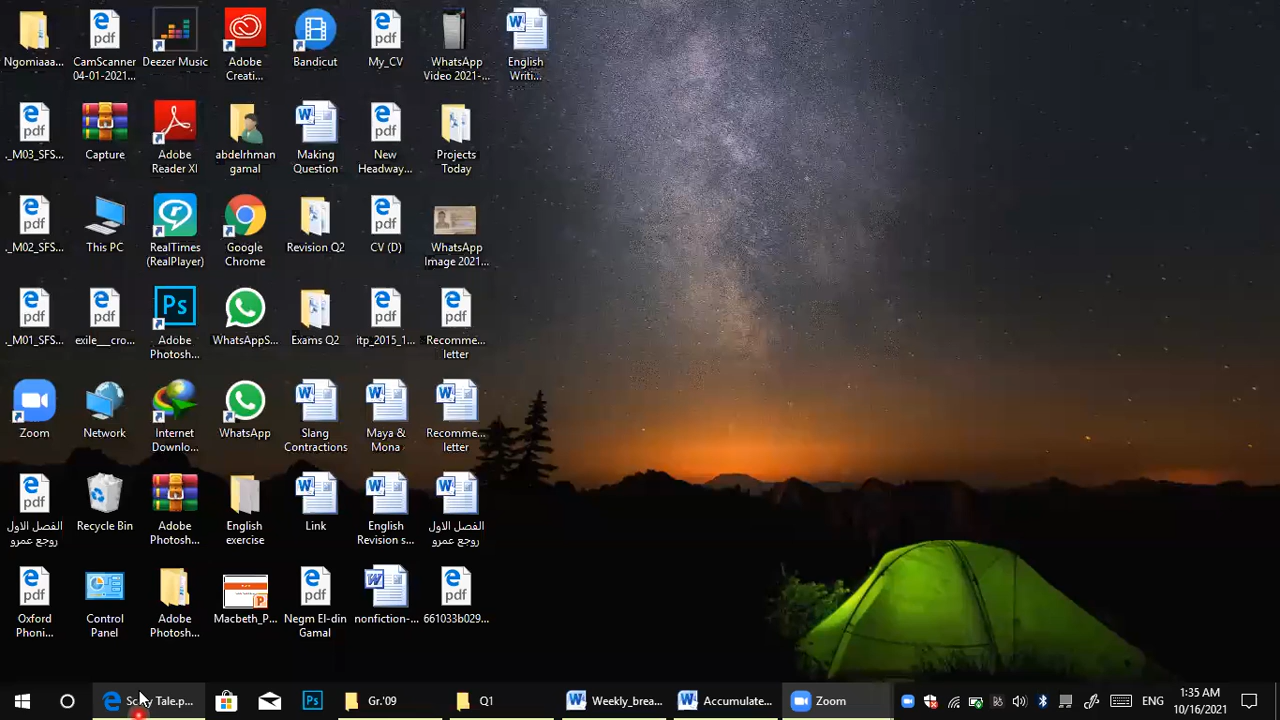 Ngomiaaa...
CamScanner
04-01-2021...
Deezer Music
Adobe
Creati...
Bandicut
My_CV
WhatsApp
Video 2021-...
English
Writi...
._M03_SFS...
Capture
Adobe
Reader XI
abdelrhman
gamal
Making
Question
New
Headway...
Projects
Today
._M02_SFS...
This PC
RealTimes
(RealPlayer)
Google
Chrome
Revision Q2
CV (D)
WhatsApp
Image 2021...
._M01_SFS...
exile___cro...
Adobe
Photosh...
WhatsAppS...
Exams Q2
itp_2015_1...
Recomme...
letter
Zoom
Network
Internet
Downlo...
WhatsApp
Slang
Contractions
Maya &
Mona
Recomme...
letter
الفصل الاول
روجع عمرو
Recycle Bin
Adobe
Photosh...
English
exercise
Link
English
Revision s...
الفصل الاول
روجع عمرو
Oxford
Phoni...
Control
Panel
Adobe
Photosh...
Macbeth_P...
Negm El-din
Gamal
nonfiction-...
661033b029...
Tale.p...
Gr.'09
Q1
Weekly_brea...
Accumulate...
Zoom
ENG
:35 AM
10/16/2021